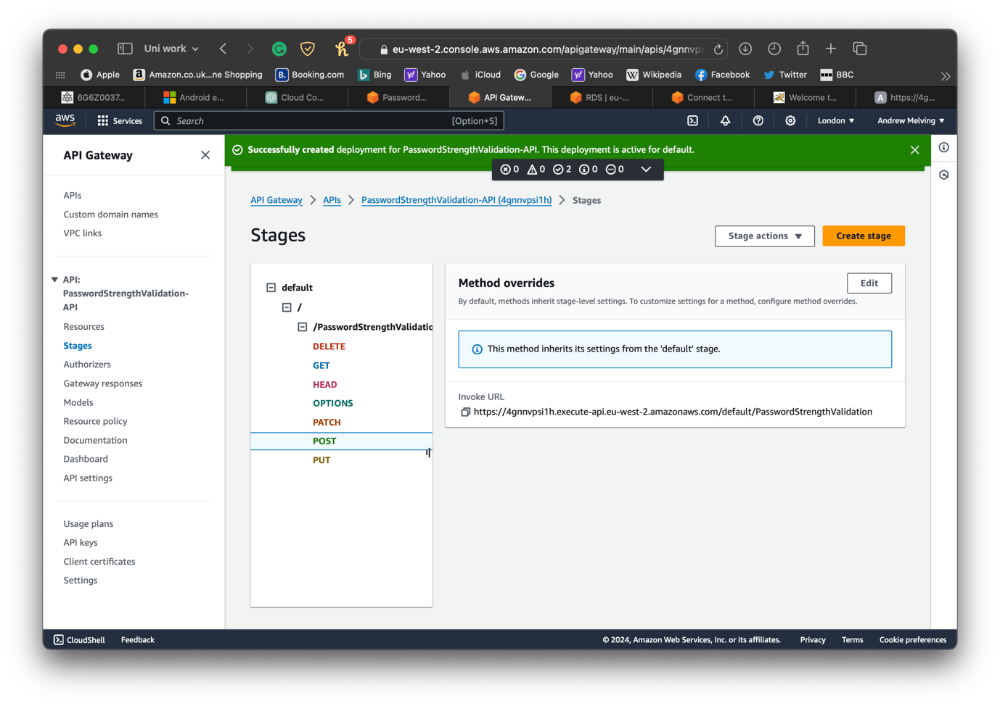 Uni work
5
eu-west-2.console.aws.amazon.com/apigateway/main/apis/4gnnvps
Apple
Amazon.co.uk...ne Shopping
Booking.com
Bing
Yahoo
iCloud
Google
Yahoo
Wikipedia
Facebook
Twitter
BBC
6G6Z0037...
Android e...
Cloud Co...
Password...
API Gatew...
RDS | eu-...
Connect t...
Welcome t...
A
https://4g...
aws
Services
Search
[Option+S]
London
Andrew Melving
API Gateway
Successfully created deployment for PasswordStrengthValidation-API. This deployment is active for default.
0 0 2 0 0
APIs
Custom domain names
VPC links
API:
PasswordStrengthValidation-
API
Resources
Stages
Authorizers
Gateway responses
Models
Resource policy
Documentation
Dashboard
API settings
Usage plans
API keys
Client certificates
Settings
API Gateway > APIs > PasswordStrengthValidation-API (4gnnvpsi1h) > Stages
Stages
Stage actions
Create stage
default
/
/PasswordStrengthValidatio
DELETE
GET
HEAD
OPTIONS
PATCH
POST
PUT
Method overrides
Edit
By default, methods inherit stage-level settings. To customize settings for a method, configure method overrides.
This method inherits its settings from the 'default' stage.
Invoke URL
https://4gnnvpsi1h.execute-api.eu-west-2.amazonaws.com/default/PasswordStrengthValidation
CloudShell
Feedback
© 2024, Amazon Web Services, Inc. or its affiliates.
Privacy
Terms
Cookie preferences